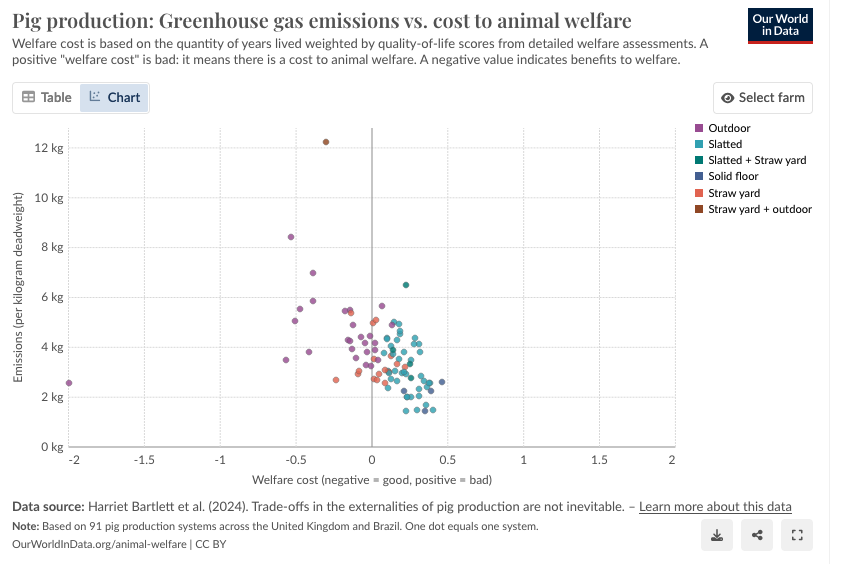 Pig production: Greenhouse gas emissions vs. cost to animal welfare
Our World
in Data
Welfare cost is based on the quantity of years lived weighted by quality-of-life scores from detailed welfare assessments. A
positive "welfare cost" is bad: it means there is a cost to animal welfare. A negative value indicates benefits to welfare.
Table
Chart
Select farm
Outdoor
Slatted
Slatted + Straw yard
Solid floor
Straw yard
Straw yard + outdoor
Emissions (per kilogram deadweight)
12 kg
10 kg
8 kg
6 kg
4 kg
2 kg
0 kg
-2 -1.5 -1 -0.5 0 0.5 1 1.5 2
Welfare cost (negative = good, positive = bad)
Data source: Harriet Bartlett et al. (2024). Trade-offs in the externalities of pig production are not inevitable. – Learn more about this data
Note: Based on 91 pig production systems across the United Kingdom and Brazil. One dot equals one system.
OurWorldInData.org/animal-welfare | CC BY